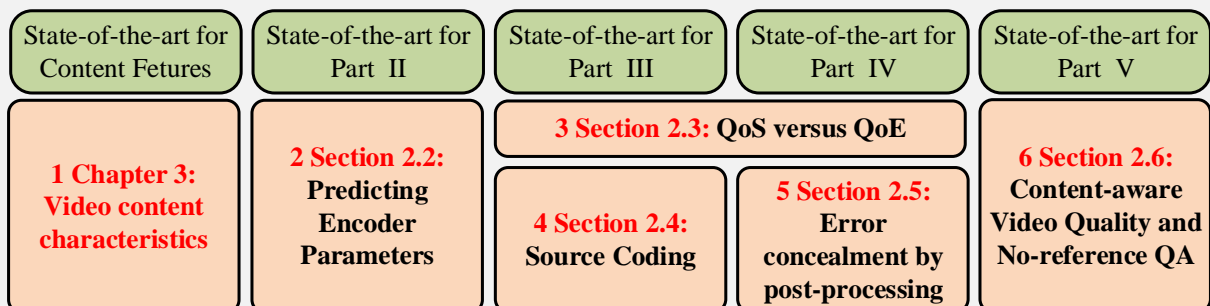 State-of-the-art for
Content Fetures
State-of-the-art for
Part II
State-of-the-art for
Part III
State-of-the-art for
Part IV
State-of-the-art for
Part V
1 Chapter 3:
Video content
characteristics
2 Section 2.2:
Predicting
Encoder
Parameters
3 Section 2.3: QoS versus QoE
4 Section 2.4:
Source Coding
5 Section 2.5:
Error
concealment by
post-processing
6 Section 2.6:
Content-aware
Video Quality and
No-reference QA